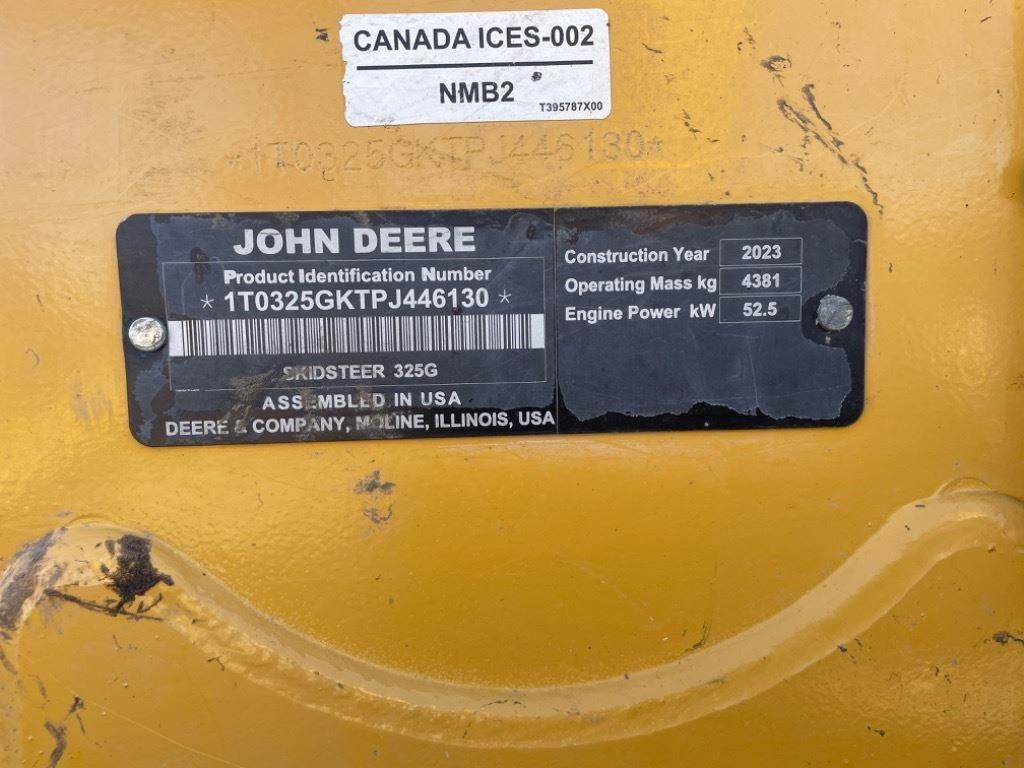 CANADA ICES-002
NMB2
T395787X00
*1T0325GKTPJ446130*
JOHN DEERE
Product Identification Number
* 1T0325GKTPJ446130 *
SKIDSTEER 325G
ASSEMBLED IN USA
DEERE & COMPANY, MOLINE, ILLINOIS, USA
Construction Year 2023
Operating Mass kg 4381
Engine Power kW 52.5